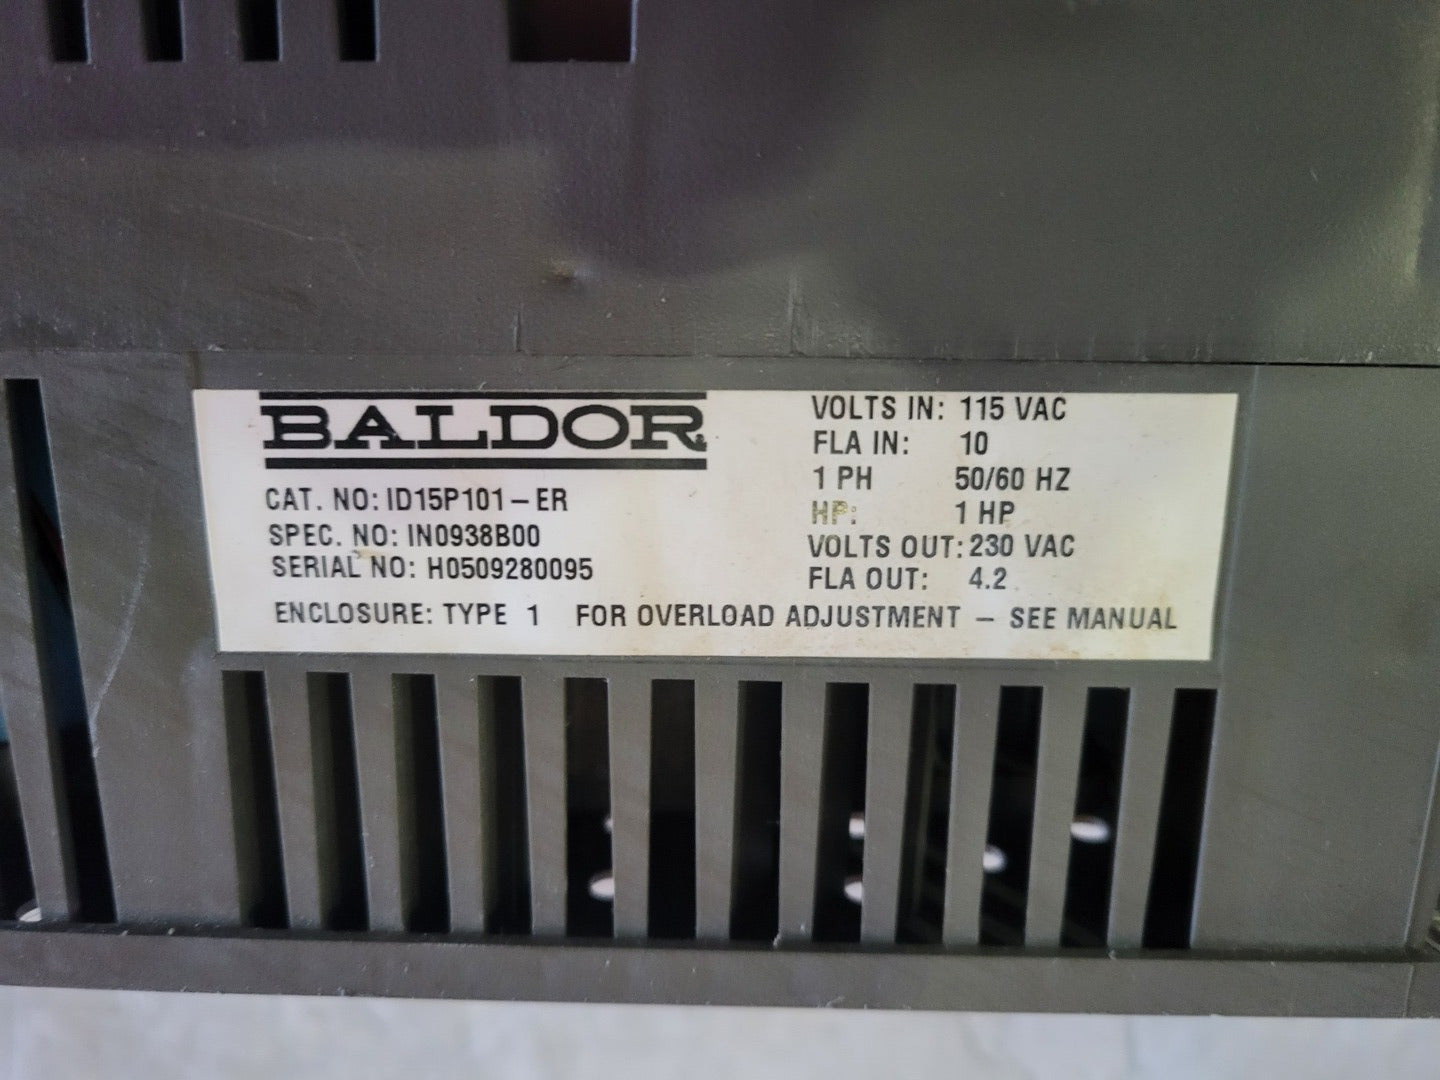 BALDOR
CAT. NO: ID15P101-ER
SPEC. NO: IN0938B00
SERIAL NO: H0509280095
VOLTS IN: 115 VAC
FLA IN: 10
1 PH 50/60 HZ
HP: 1 HP
VOLTS OUT: 230 VAC
FLA OUT: 4.2
ENCLOSURE: TYPE 1 FOR OVERLOAD ADJUSTMENT - SEE MANUAL